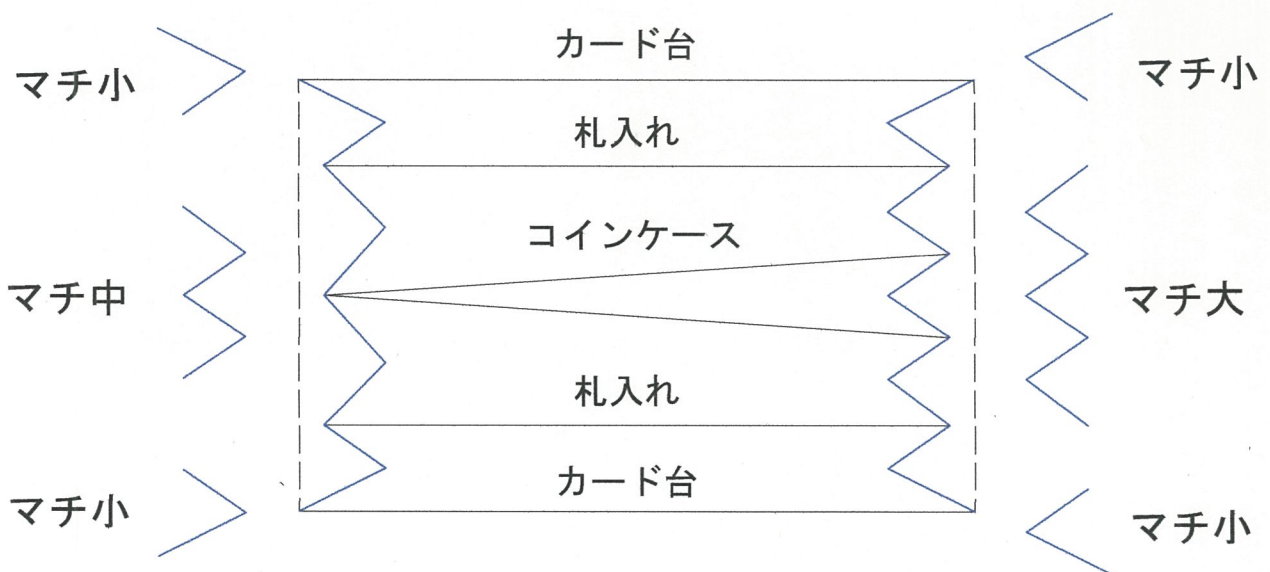 カード台
マチ小
マチ小
札入れ
コインケース
マチ中
マチ大
札入れ
カード台
マチ小
マチ小